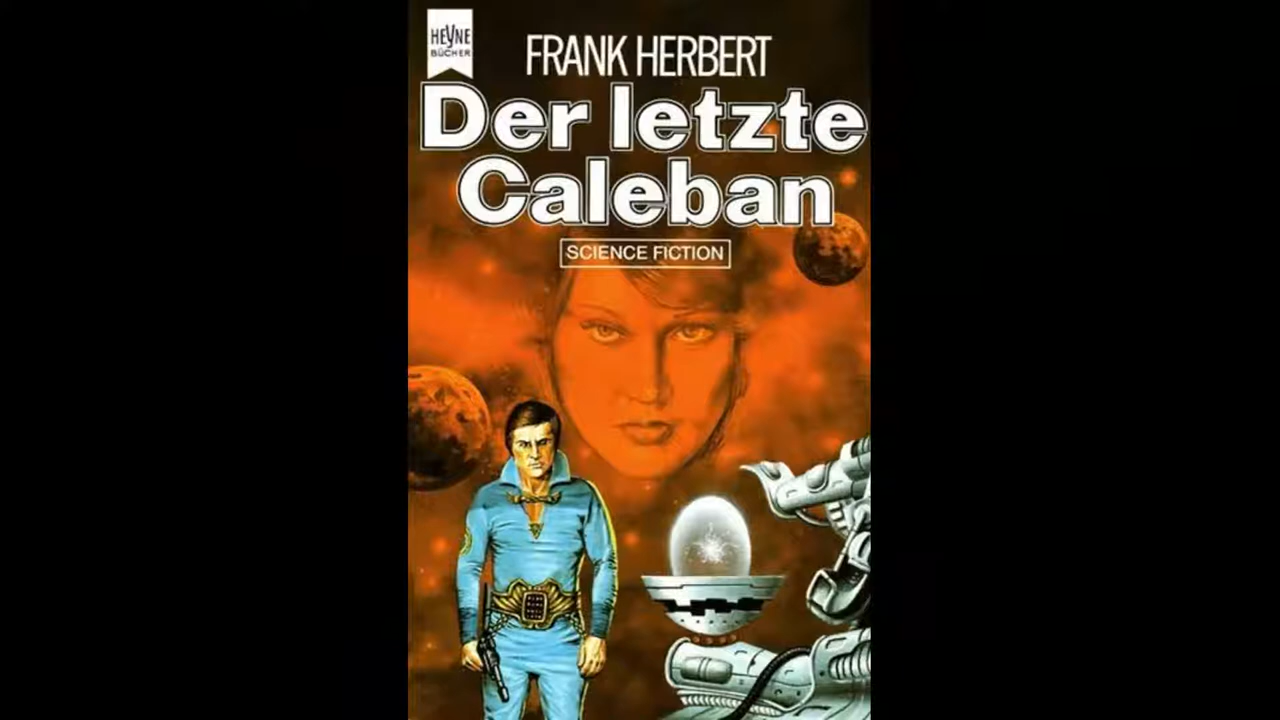 HEYNE
BÜCHER
FRANK HERBERT
Der letzte
Caleban
SCIENCE FICTION